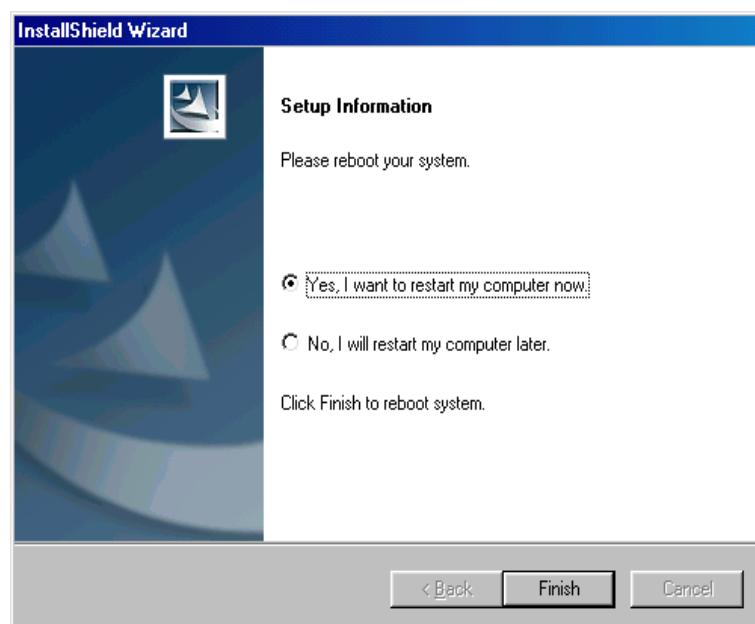 InstallShield Wizard
Setup Information
Please reboot your system.
Yes, I want to restart my computer now.
No, I will restart my computer later.
Click Finish to reboot system.
< Back Finish Cancel